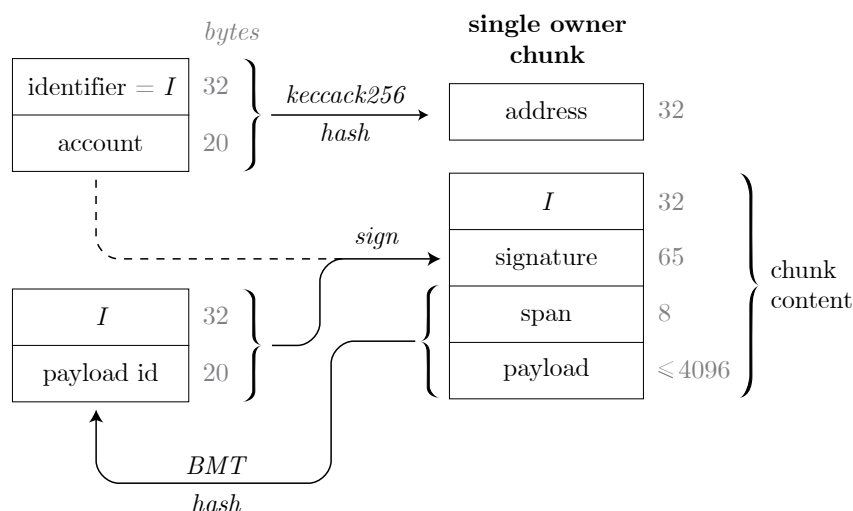 bytes
single owner
chunk
identifier = I 32
account 20
keccack256
hash
address 32
I 32
signature 65
span 8
payload ⩽4096
chunk
content
sign
I 32
payload id 20
BMT
hash